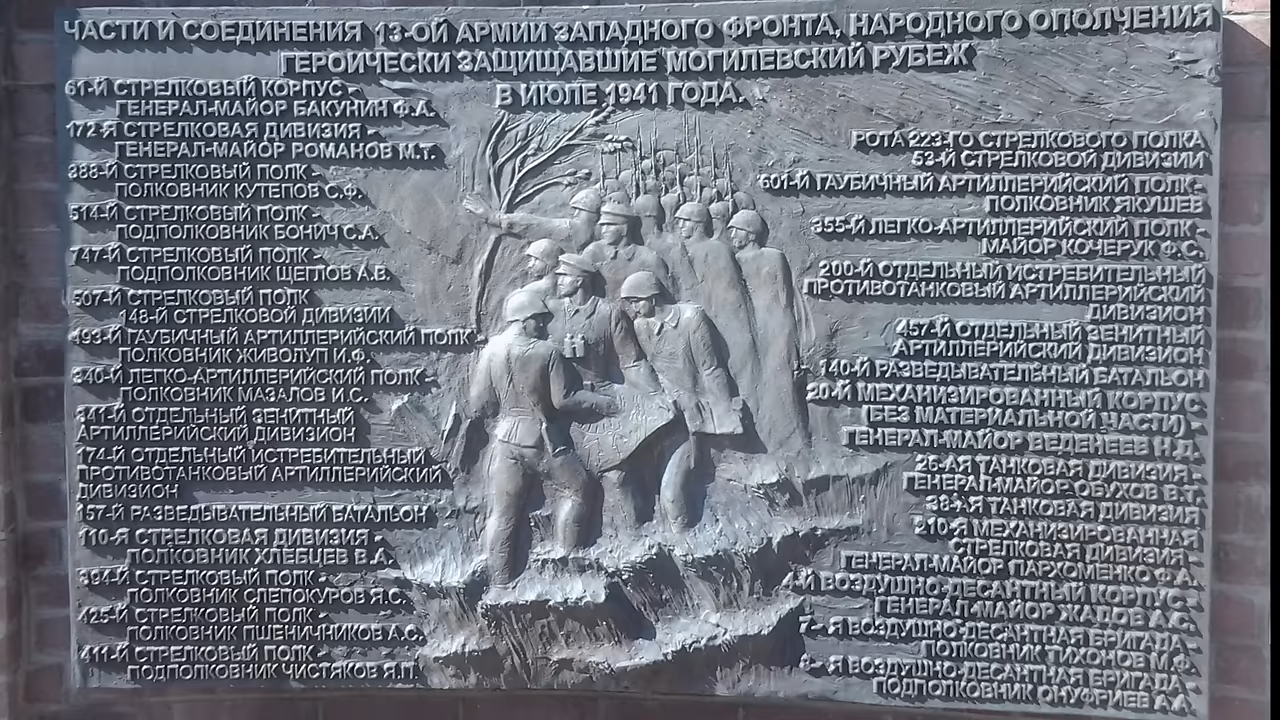 ЧАСТИ И СОЕДИНЕНИЯ 13-ОЙ АРМИИ ЗАПАДНОГО ФРОНТА, НАРОДНОГО ОПОЛЧЕНИЯ
ГЕРОИЧЕСКИ ЗАЩИЩАВШИЕ МОГИЛЕВСКИЙ РУБЕЖ
В ИЮЛЕ 1941 ГОДА.
61-Й СТРЕЛКОВЫЙ КОРПУС -
ГЕНЕРАЛ-МАЙОР БАКУНИН Ф.А.
172-Я СТРЕЛКОВАЯ ДИВИЗИЯ -
ГЕНЕРАЛ-МАЙОР РОМАНОВ М.Т.
388-Й СТРЕЛКОВЫЙ ПОЛК -
ПОЛКОВНИК КУТЕПОВ С.Ф.
514-Й СТРЕЛКОВЫЙ ПОЛК -
ПОДПОЛКОВНИК БОНИЧ С.А.
747-Й СТРЕЛКОВЫЙ ПОЛК -
ПОДПОЛКОВНИК ЩЕГЛОВ А.В.
507-Й СТРЕЛКОВЫЙ ПОЛК
148-Й СТРЕЛКОВОЙ ДИВИЗИИ
493-Й ГАУБИЧНЫЙ АРТИЛЛЕРИЙСКИЙ ПОЛК -
ПОЛКОВНИК ЖИВОЛУП И.Ф.
340-Й ЛЕГКО-АРТИЛЛЕРИЙСКИЙ ПОЛК -
ПОЛКОВНИК МАЗАЛОВ И.С.
341-Й ОТДЕЛЬНЫЙ ЗЕНИТНЫЙ
АРТИЛЛЕРИЙСКИЙ ДИВИЗИОН
174-Й ОТДЕЛЬНЫЙ ИСТРЕБИТЕЛЬНЫЙ
ПРОТИВОТАНКОВЫЙ АРТИЛЛЕРИЙСКИЙ
ДИВИЗИОН
157-Й РАЗВЕДЫВАТЕЛЬНЫЙ БАТАЛЬОН
110-Я СТРЕЛКОВАЯ ДИВИЗИЯ -
ПОЛКОВНИК ХЛЕБЦЕВ В.А.
394-Й СТРЕЛКОВЫЙ ПОЛК -
ПОЛКОВНИК СЛЕПОКУРОВ Я.С.
425-Й СТРЕЛКОВЫЙ ПОЛК -
ПОЛКОВНИК ПШЕНИЧНИКОВ А.С.
411-Й СТРЕЛКОВЫЙ ПОЛК -
ПОДПОЛКОВНИК ЧИСТЯКОВ Я.П.
РОТА 223-ГО СТРЕЛКОВОГО ПОЛКА
53-Й СТРЕЛКОВОЙ ДИВИЗИИ
601-Й ГАУБИЧНЫЙ АРТИЛЛЕРИЙСКИЙ ПОЛК -
ПОЛКОВНИК ЯКУШЕВ
355-Й ЛЕГКО-АРТИЛЛЕРИЙСКИЙ ПОЛК -
МАЙОР КОЧЕРУК Ф.С.
200-Й ОТДЕЛЬНЫЙ ИСТРЕБИТЕЛЬНЫЙ
ПРОТИВОТАНКОВЫЙ АРТИЛЛЕРИЙСКИЙ
ДИВИЗИОН
457-Й ОТДЕЛЬНЫЙ ЗЕНИТНЫЙ
АРТИЛЛЕРИЙСКИЙ ДИВИЗИОН
140-Й РАЗВЕДЫВАТЕЛЬНЫЙ БАТАЛЬОН
20-Й МЕХАНИЗИРОВАННЫЙ КОРПУС
(БЕЗ МАТЕРИАЛЬНОЙ ЧАСТИ) -
ГЕНЕРАЛ-МАЙОР ВЕДЕНЕЕВ Н.Д.
26-АЯ ТАНКОВАЯ ДИВИЗИЯ -
ГЕНЕРАЛ-МАЙОР ОБУХОВ В.Т.
38-АЯ ТАНКОВАЯ ДИВИЗИЯ
210-Я МЕХАНИЗИРОВАННАЯ
СТРЕЛКОВАЯ ДИВИЗИЯ -
ГЕНЕРАЛ-МАЙОР ПАРХОМЕНКО Ф.А.
4-Й ВОЗДУШНО-ДЕСАНТНЫЙ КОРПУС -
ГЕНЕРАЛ-МАЙОР ЖАДОВ А.С.
7- Я ВОЗДУШНО-ДЕСАНТНАЯ БРИГАДА -
ПОЛКОВНИК ТИХОНОВ М.Ф.
8- Я ВОЗДУШНО-ДЕСАНТНАЯ БРИГАДА -
ПОДПОЛКОВНИК ОНУФРИЕВ А.А.